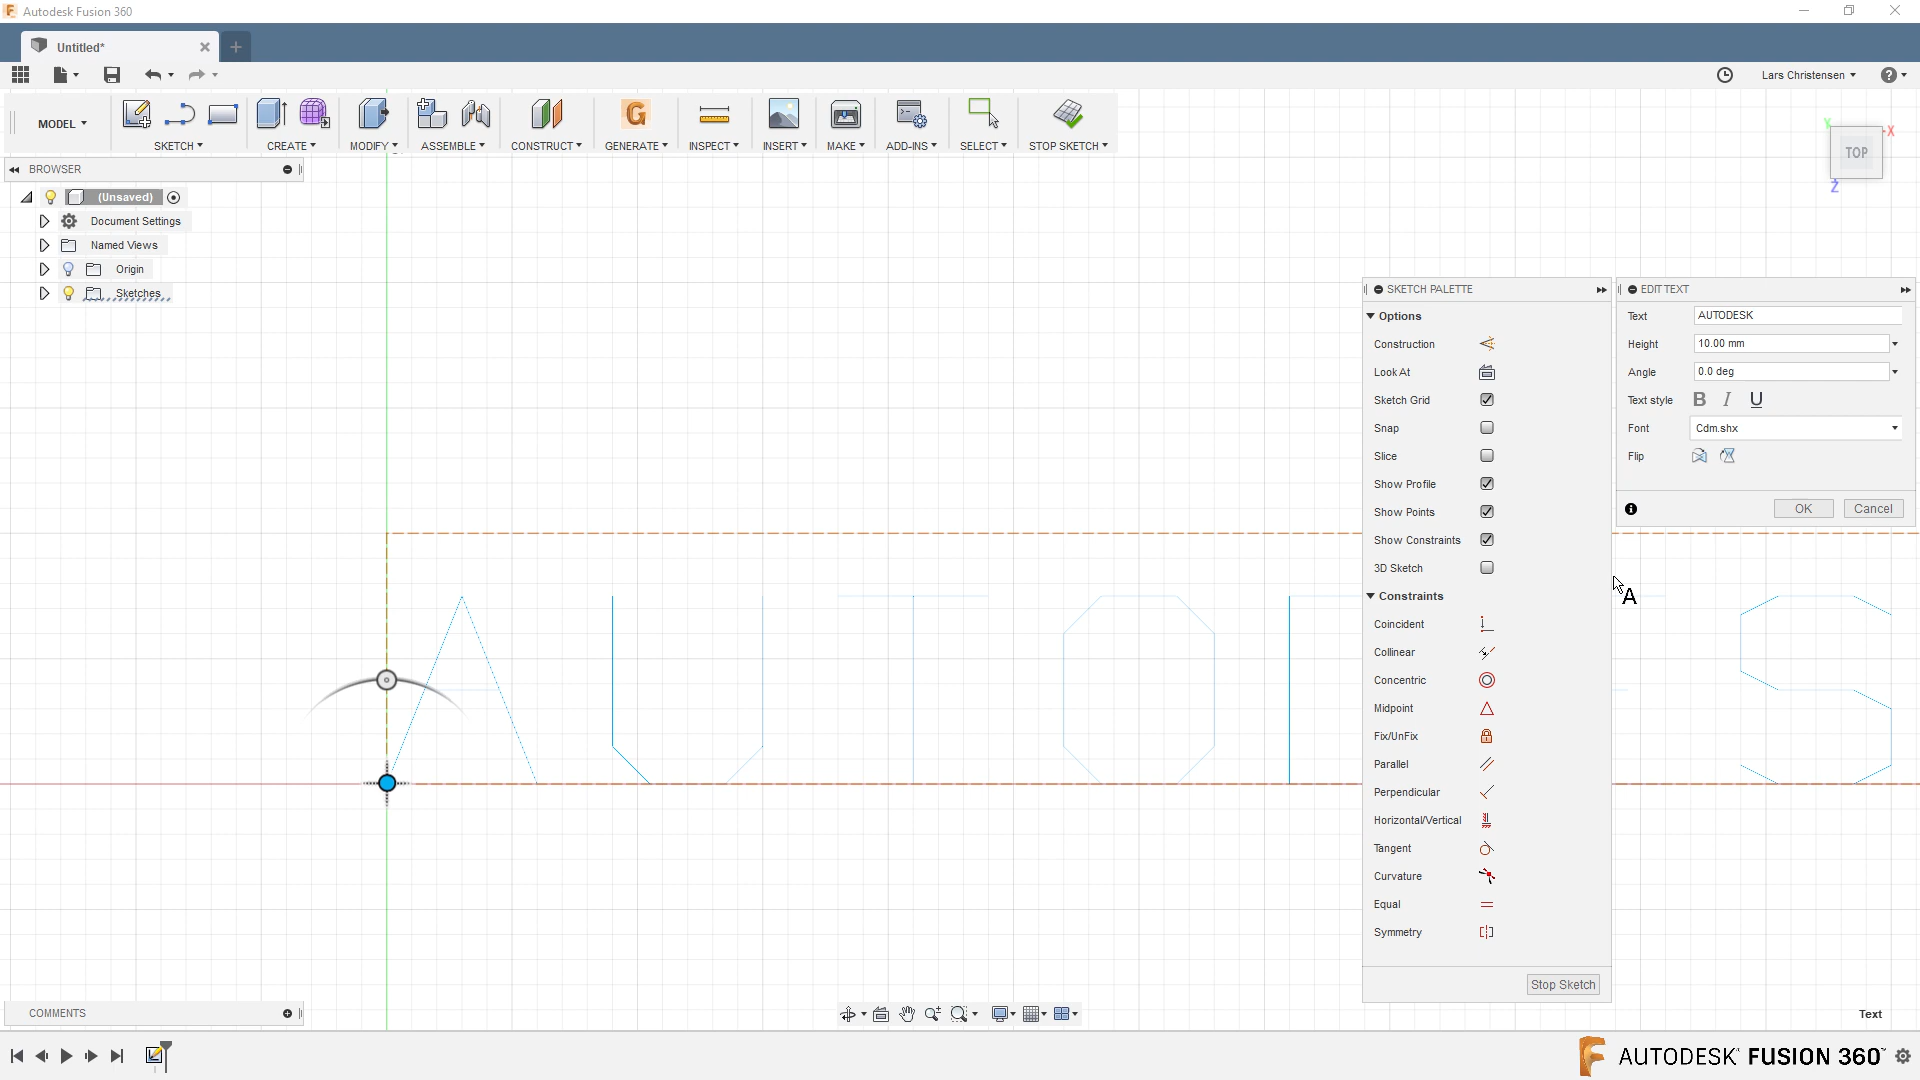 Autodesk Fusion 360
Untitled*
Lars Christensen
MODEL
SKETCH
CREATE
MODIFY
ASSEMBLE
CONSTRUCT
GENERATE
INSPECT
INSERT
MAKE
ADD-INS
SELECT
STOP SKETCH
G
Y
X
TOP
Z
BROWSER
(Unsaved)
Document Settings
Named Views
Origin
Sketches
SKETCH PALETTE
Options
Construction
Look At
Sketch Grid
Snap
Slice
Show Profile
Show Points
Show Constraints
3D Sketch
Constraints
Coincident
Collinear
Concentric
Midpoint
Fix/UnFix
Parallel
Perpendicular
Horizontal/Vertical
Tangent
Curvature
Equal
Symmetry
Stop Sketch
EDIT TEXT
Text AUTODESK
Height 10.00 mm
Angle 0.0 deg
Text style B I U
Font Cdm.shx
Flip
OK Cancel
A
AUTODES
COMMENTS
Text
AUTODESK FUSION 360